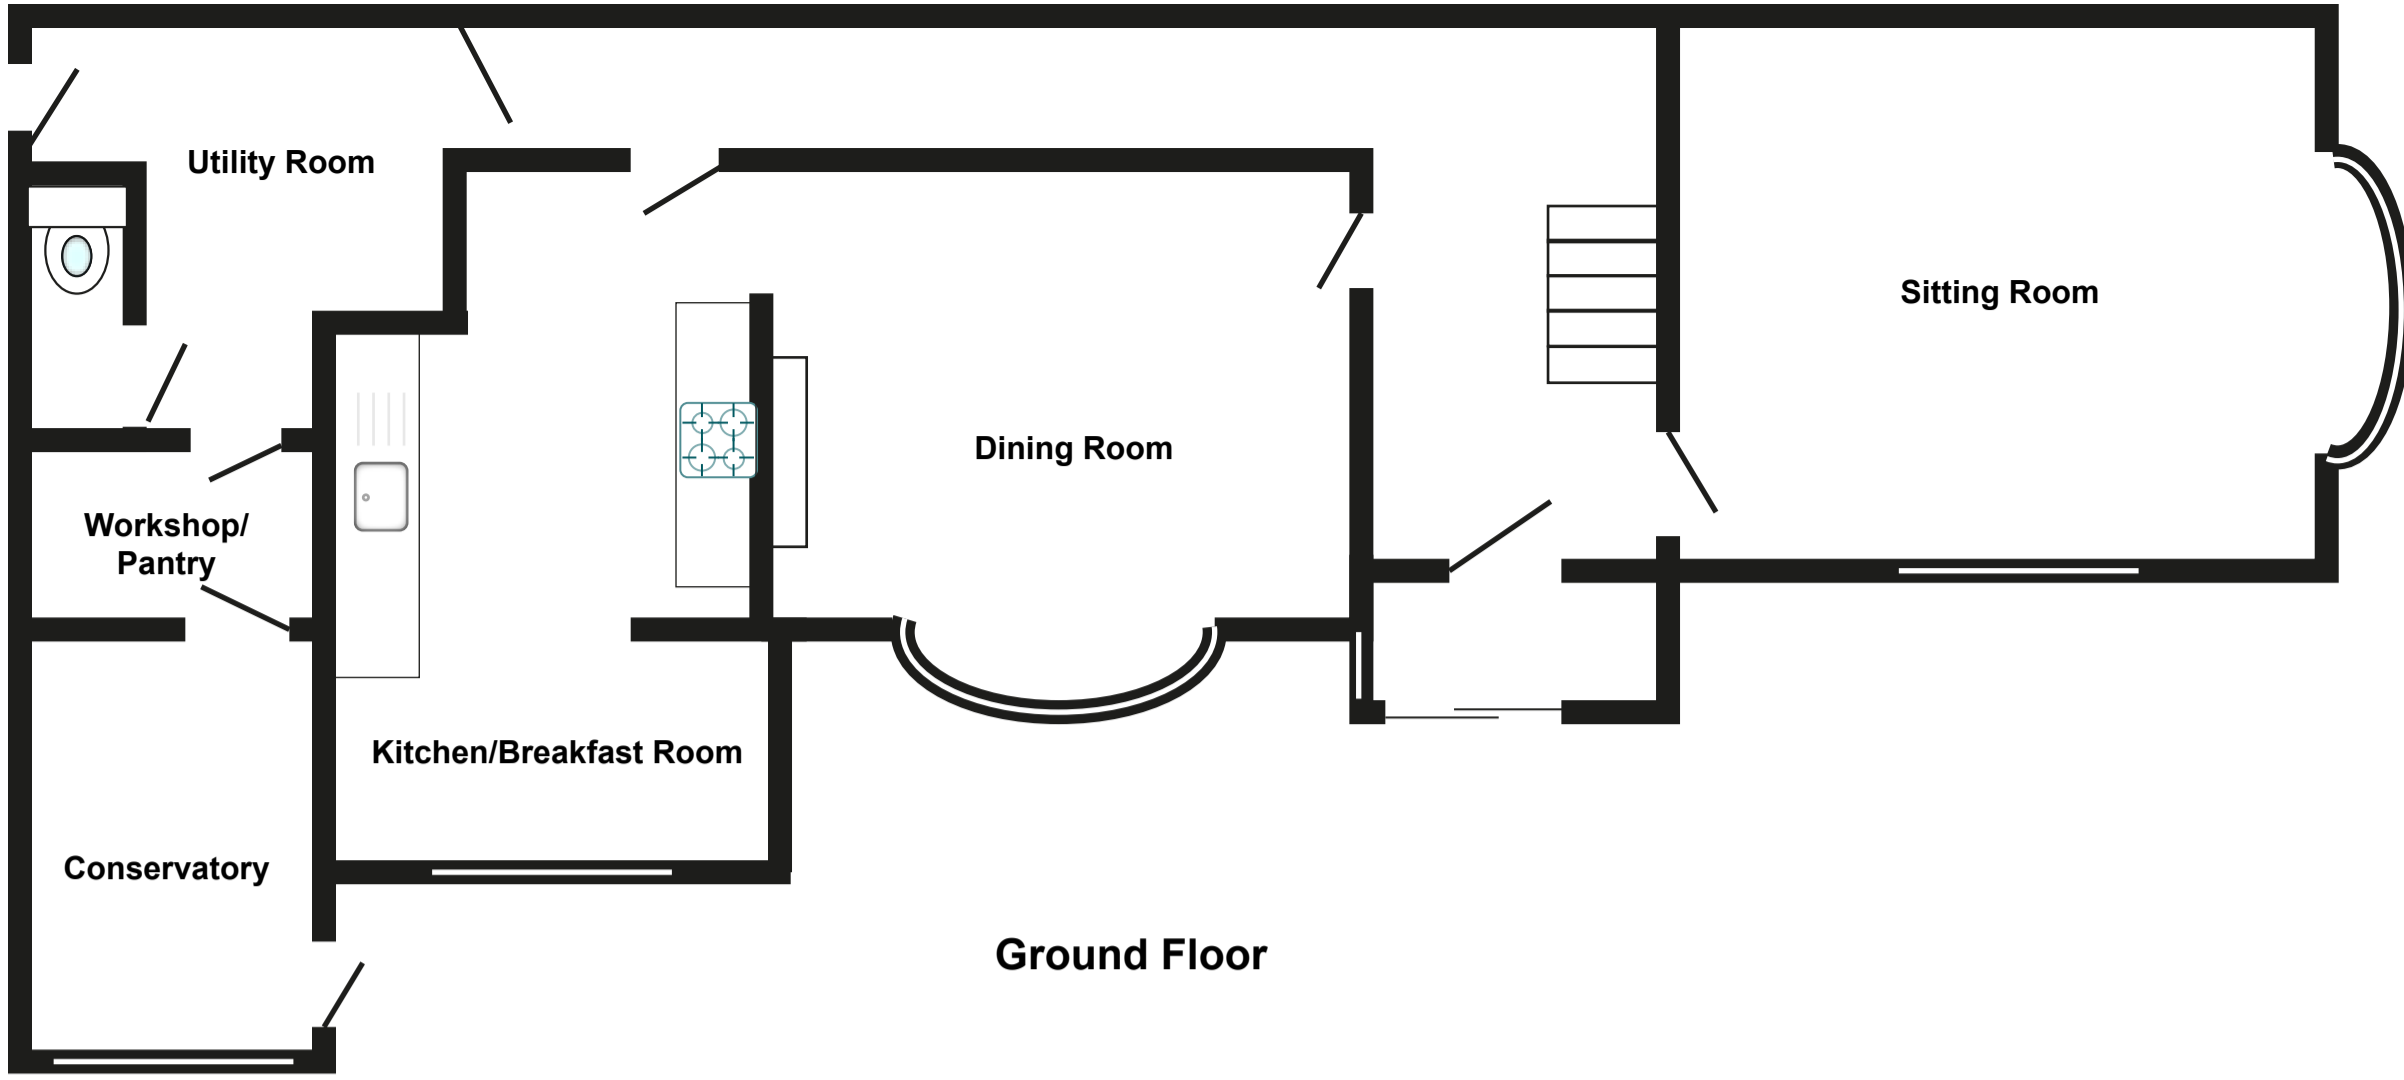 Utility Room
Sitting Room
Dining Room
Workshop/
Pantry
Kitchen/Breakfast Room
Conservatory
Ground Floor